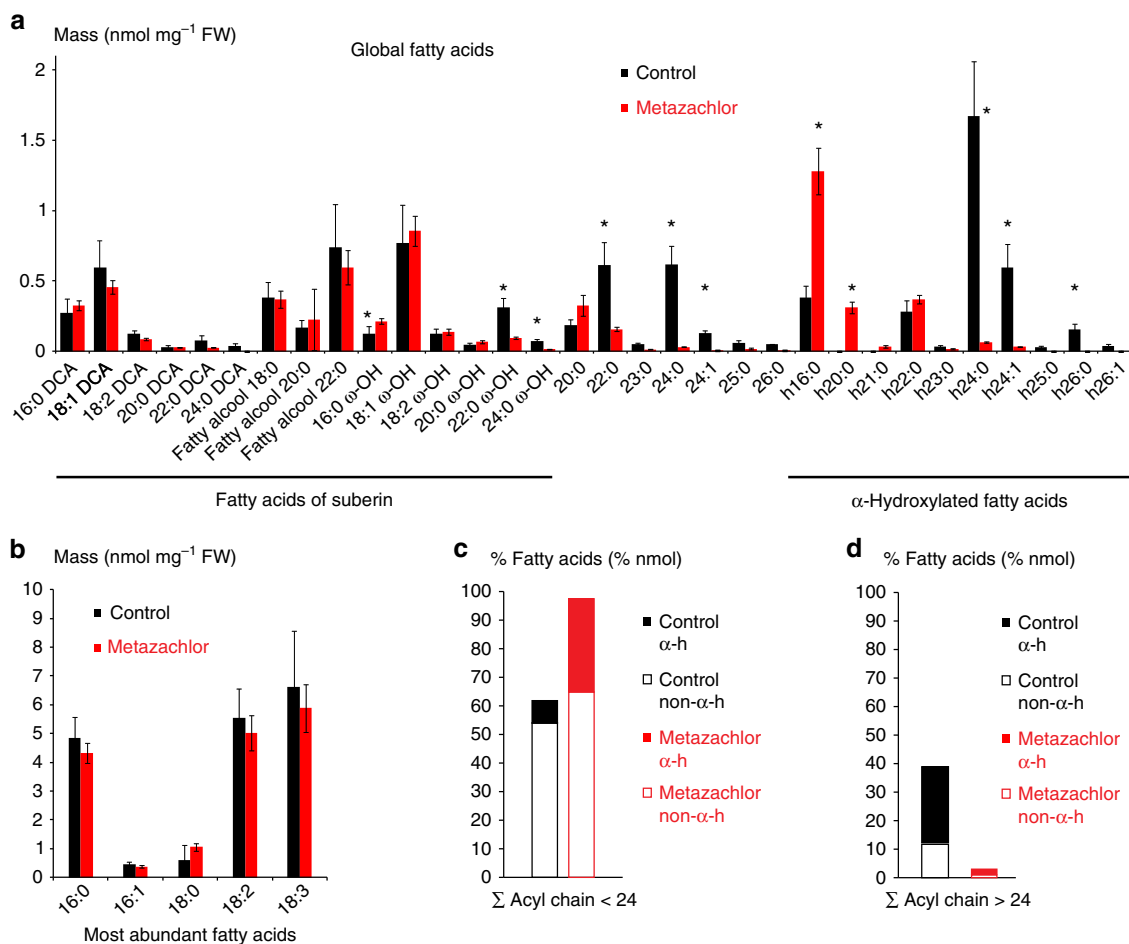 a
Mass (nmol mg⁻¹ FW)
Global fatty acids
Control
Metazachlor
2
1.5
1
0.5
0
* * * * * * * * * *
16:0 DCA
18:1 DCA
18:2 DCA
20:0 DCA
22:0 DCA
24:0 DCA
Fatty alcool 18:0
Fatty alcool 20:0
Fatty alcool 22:0
16:0 ω-OH
18:1 ω-OH
18:2 ω-OH
20:0 ω-OH
22:0 ω-OH
24:0 ω-OH
20:0
22:0
23:0
24:0
24:1
25:0
26:0
h16:0
h20:0
h21:0
h22:0
h23:0
h24:0
h24:1
h25:0
h26:0
h26:1
Fatty acids of suberin
α-Hydroxylated fatty acids
b
Mass (nmol mg⁻¹ FW)
10
9
8
7
6
5
4
3
2
1
0
Control
Metazachlor
16:0
16:1
18:0
18:2
18:3
Most abundant fatty acids
c
% Fatty acids (% nmol)
100
90
80
70
60
50
40
30
20
10
0
Σ Acyl chain < 24
Control
α-h
Control
non-α-h
Metazachlor
α-h
Metazachlor
non-α-h
d
% Fatty acids (% nmol)
100
90
80
70
60
50
40
30
20
10
0
Σ Acyl chain > 24
Control
α-h
Control
non-α-h
Metazachlor
α-h
Metazachlor
non-α-h